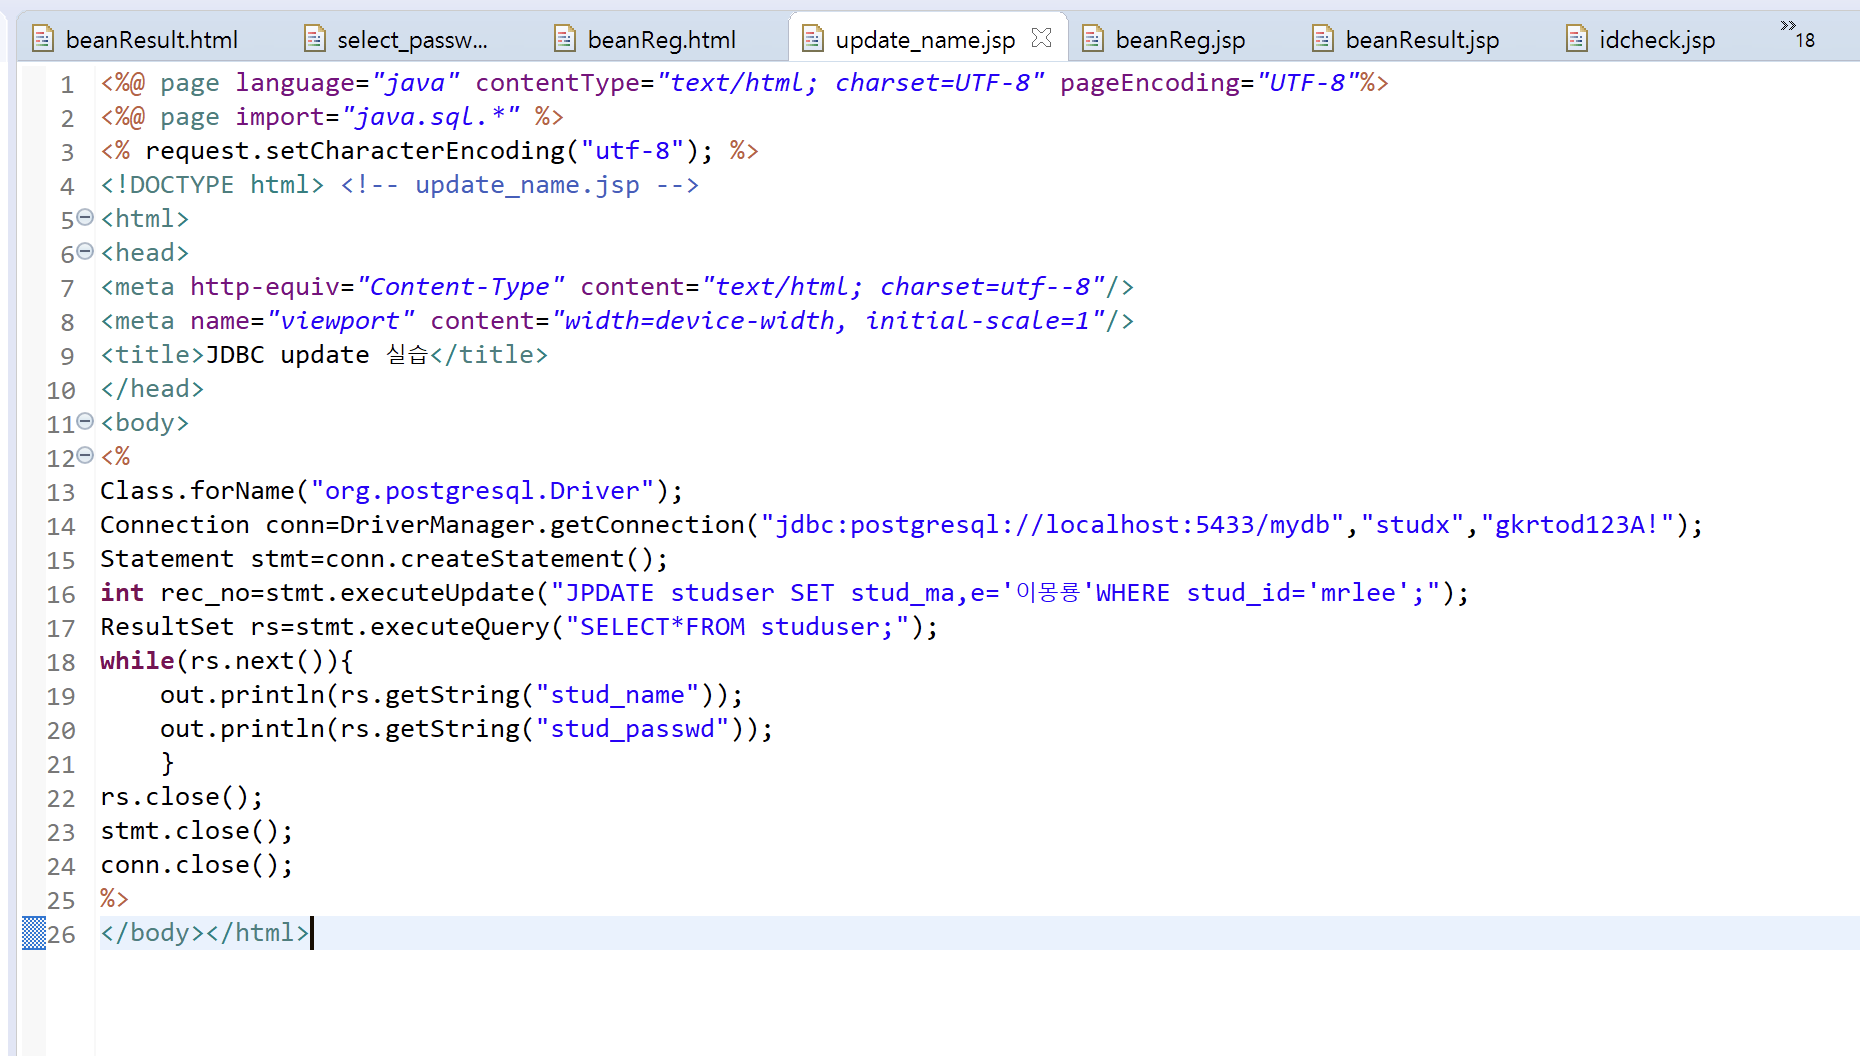 beanResult.html select_passw... beanReg.html update_name.jsp beanReg.jsp beanResult.jsp idcheck.jsp »18
1 <%@ page language="java" contentType="text/html; charset=UTF-8" pageEncoding="UTF-8"%>
2 <%@ page import="java.sql.*" %>
3 <% request.setCharacterEncoding("utf-8"); %>
4 <!DOCTYPE html> <!-- update_name.jsp -->
5 <html>
6 <head>
7 <meta http-equiv="Content-Type" content="text/html; charset=utf--8"/>
8 <meta name="viewport" content="width=device-width, initial-scale=1"/>
9 <title>JDBC update 실습</title>
10 </head>
11 <body>
12 <%
13 Class.forName("org.postgresql.Driver");
14 Connection conn=DriverManager.getConnection("jdbc:postgresql://localhost:5433/mydb","studx","gkrtod123A!");
15 Statement stmt=conn.createStatement();
16 int rec_no=stmt.executeUpdate("JPDATE studser SET stud_ma,e='이몽룡'WHERE stud_id='mrlee';");
17 ResultSet rs=stmt.executeQuery("SELECT*FROM studuser;");
18 while(rs.next()){
19     out.println(rs.getString("stud_name"));
20     out.println(rs.getString("stud_passwd"));
21     }
22 rs.close();
23 stmt.close();
24 conn.close();
25 %>
26 </body></html>